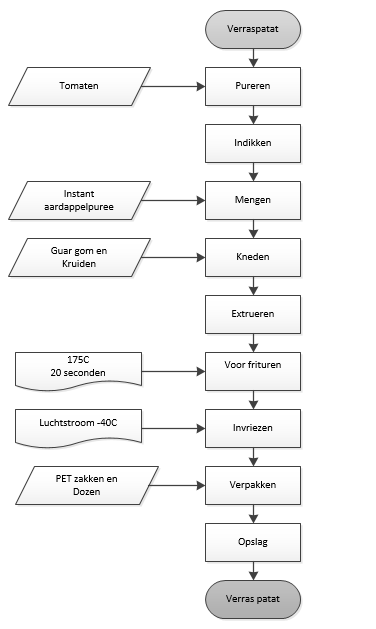 Verraspatat
Tomaten
Pureren
Indikken
Instant
aardappelpuree
Mengen
Guar gom en
Kruiden
Kneden
Extrueren
175C
20 seconden
Voor frituren
Luchtstroom -40C
Invriezen
PET zakken en
Dozen
Verpakken
Opslag
Verras patat